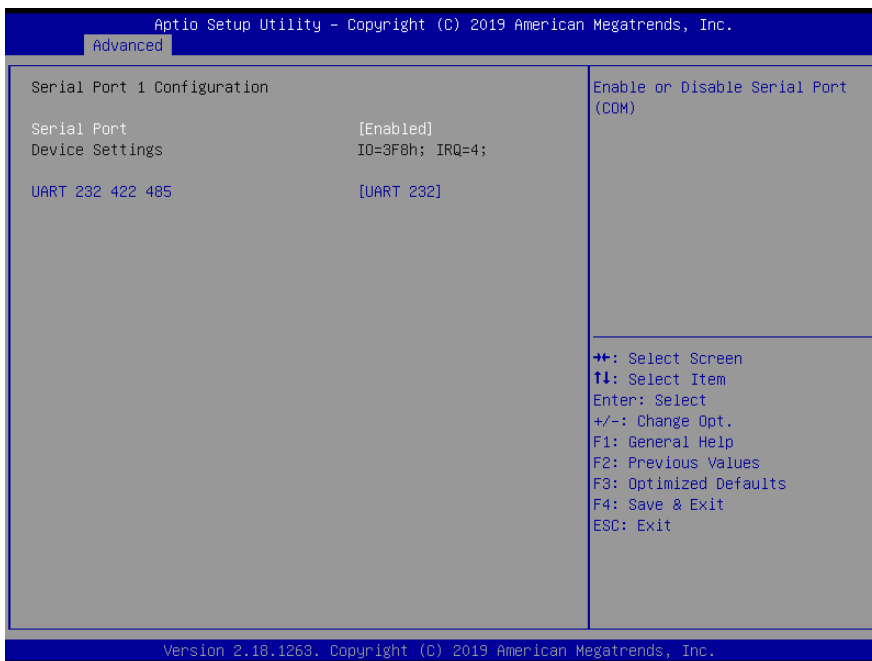 Aptio Setup Utility – Copyright (C) 2019 American Megatrends, Inc.
Advanced
Serial Port 1 Configuration
Serial Port [Enabled]
Device Settings IO=3F8h; IRQ=4;
UART 232 422 485 [UART 232]
Enable or Disable Serial Port
(COM)
→←: Select Screen
↑↓: Select Item
Enter: Select
+/-: Change Opt.
F1: General Help
F2: Previous Values
F3: Optimized Defaults
F4: Save & Exit
ESC: Exit
Version 2.18.1263. Copyright (C) 2019 American Megatrends, Inc.